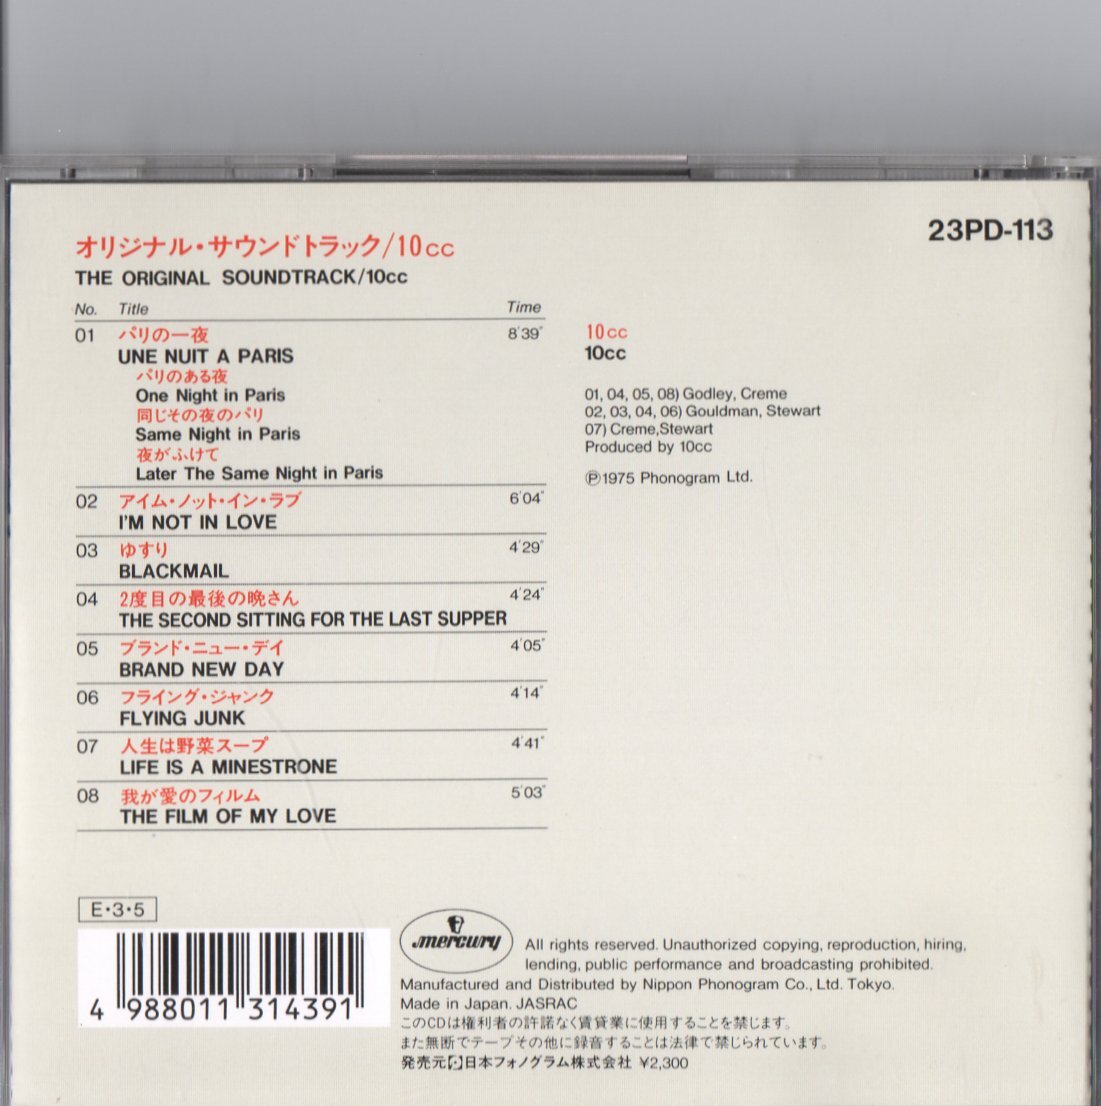 23PD-113
オリジナル・サウンドトラック/10cc
THE ORIGINAL SOUNDTRACK/10cc
No. Title Time
01 パリの一夜 8'39"
UNE NUIT A PARIS
パリのある夜
One Night in Paris
同じその夜のパリ
Same Night in Paris
夜がふけて
Later The Same Night in Paris
02 アイム・ノット・イン・ラブ 6'04"
I'M NOT IN LOVE
03 ゆすり 4'29"
BLACKMAIL
04 2度目の最後の晩さん 4'24"
THE SECOND SITTING FOR THE LAST SUPPER
05 ブランド・ニュー・デイ 4'05"
BRAND NEW DAY
06 フライング・ジャンク 4'14"
FLYING JUNK
07 人生は野菜スープ 4'41"
LIFE IS A MINESTRONE
08 我が愛のフィルム 5'03"
THE FILM OF MY LOVE
10cc
10cc
01, 04, 05, 08) Godley, Creme
02, 03, 04, 06) Gouldman, Stewart
07) Creme,Stewart
Produced by 10cc
Ⓟ1975 Phonogram Ltd.
E・3・5
4 988011 314391
mercury
All rights reserved. Unauthorized copying, reproduction, hiring,
lending, public performance and broadcasting prohibited.
Manufactured and Distributed by Nippon Phonogram Co., Ltd. Tokyo.
Made in Japan. JASRAC
このCDは権利者の許諾なく賃貸業に使用することを禁じます。
また無断でテープその他に録音することは法律で禁じられています。
発売元 日本フォノグラム株式会社 ¥2,300